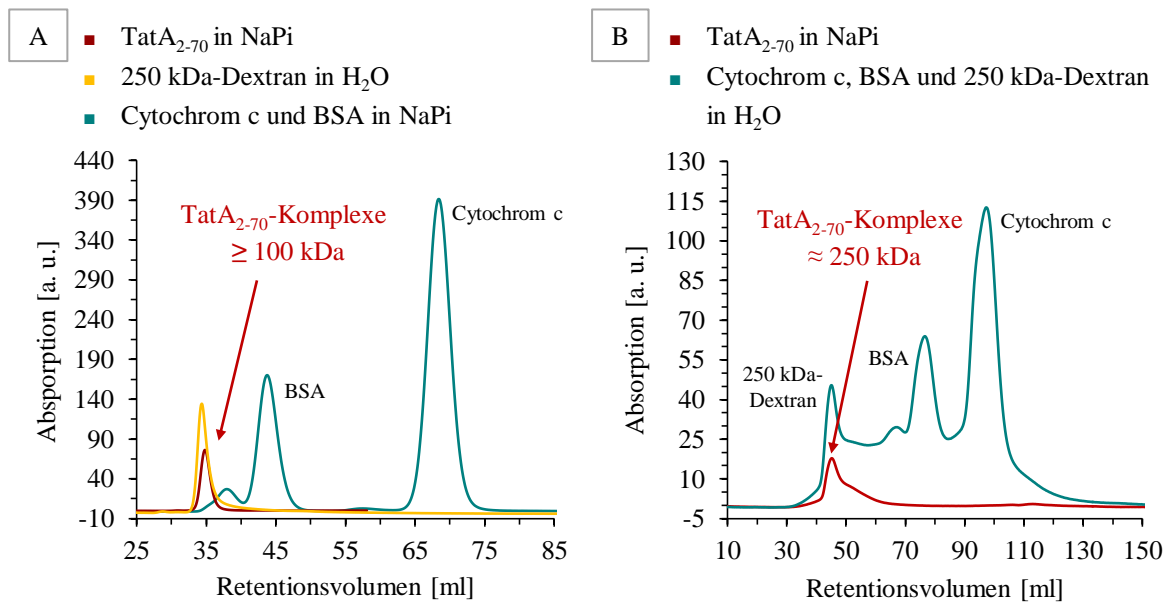 A
TatA2-70 in NaPi
250 kDa-Dextran in H2O
Cytochrom c und BSA in NaPi
Absporption [a. u.]
440
390
340
290
240
190
140
90
40
-10
TatA2-70-Komplexe
≥ 100 kDa
Cytochrom c
BSA
25 35 45 55 65 75 85
Retentionsvolumen [ml]
B
TatA2-70 in NaPi
Cytochrom c, BSA und 250 kDa-Dextran
in H2O
Absorption [a. u.]
130
115
100
85
70
55
40
25
10
-5
TatA2-70-Komplexe
≈ 250 kDa
Cytochrom c
BSA
250 kDa-
Dextran
10 30 50 70 90 110 130 150
Retentionsvolumen [ml]